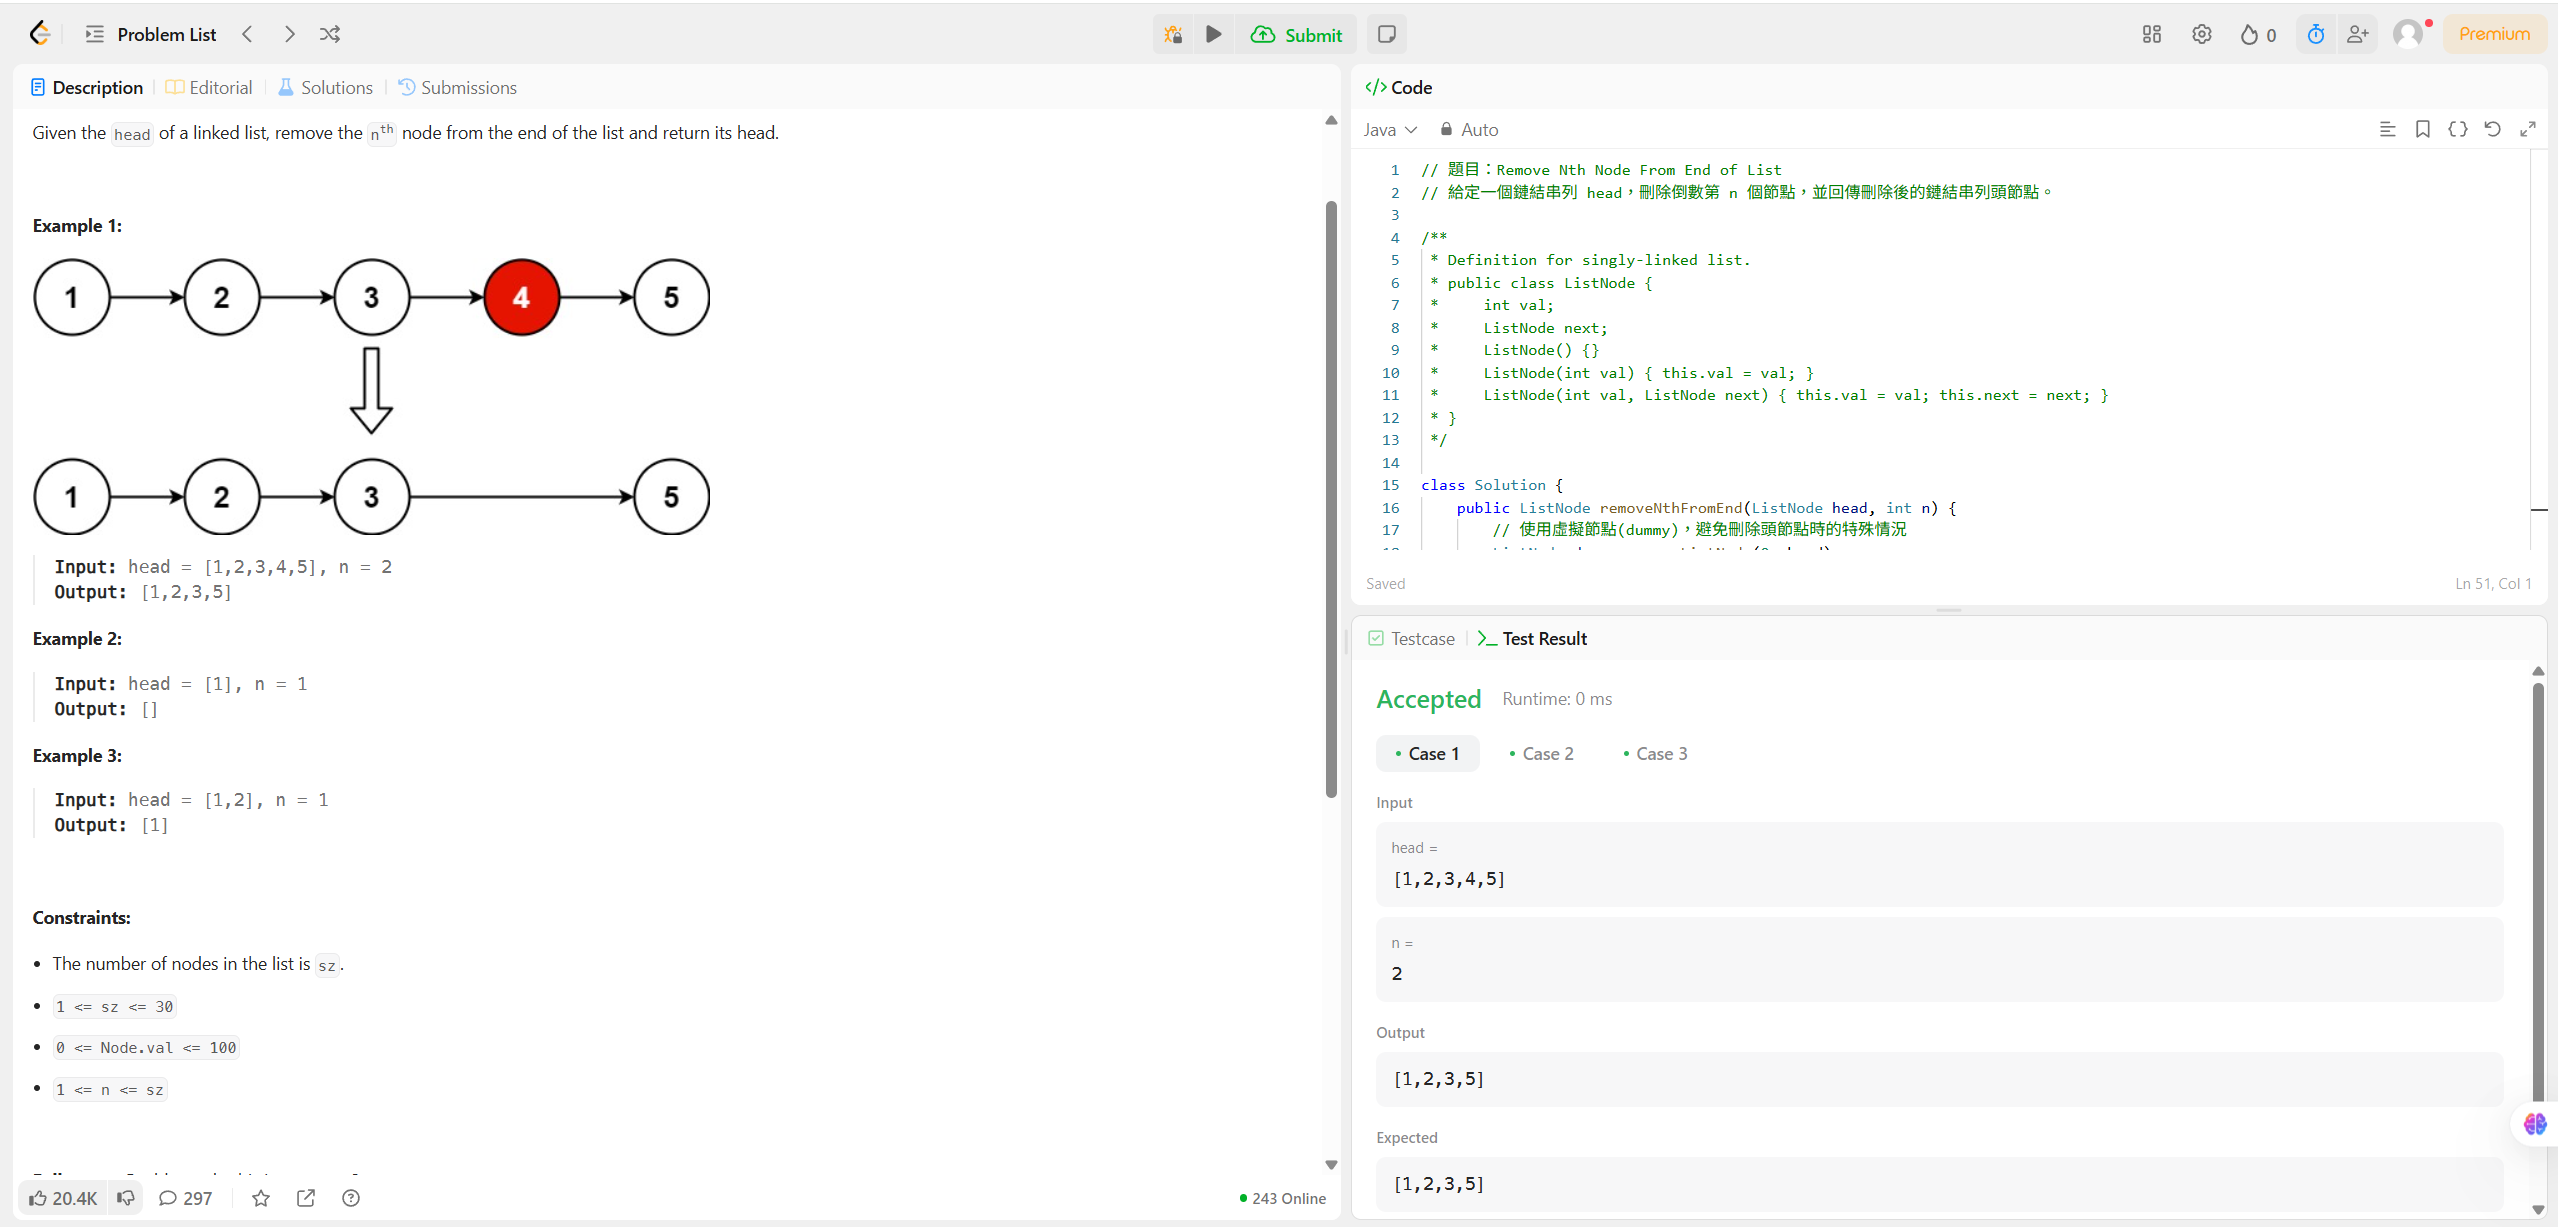 Problem List
Submit
0
Premium
Description
Editorial
Solutions
Submissions
Given the head of a linked list, remove the nth node from the end of the list and return its head.
Example 1:
1 2 3 4 5
1 2 3 5
Input: head = [1,2,3,4,5], n = 2
Output: [1,2,3,5]
Example 2:
Input: head = [1], n = 1
Output: []
Example 3:
Input: head = [1,2], n = 1
Output: [1]
Constraints:
• The number of nodes in the list is sz.
• 1 <= sz <= 30
• 0 <= Node.val <= 100
• 1 <= n <= sz
20.4K
297
243 Online
</> Code
Java
Auto
1 // 題目：Remove Nth Node From End of List
2 // 給定一個鏈結串列 head，刪除倒數第 n 個節點，並回傳刪除後的鏈結串列頭節點。
3
4 /**
5 * Definition for singly-linked list.
6 * public class ListNode {
7 *     int val;
8 *     ListNode next;
9 *     ListNode() {}
10 *     ListNode(int val) { this.val = val; }
11 *     ListNode(int val, ListNode next) { this.val = val; this.next = next; }
12 * }
13 */
14
15 class Solution {
16     public ListNode removeNthFromEnd(ListNode head, int n) {
17         // 使用虛擬節點(dummy)，避免刪除頭節點時的特殊情況
Saved
Ln 51, Col 1
Testcase
Test Result
Accepted
Runtime: 0 ms
• Case 1
• Case 2
• Case 3
Input
head =
[1,2,3,4,5]
n =
2
Output
[1,2,3,5]
Expected
[1,2,3,5]